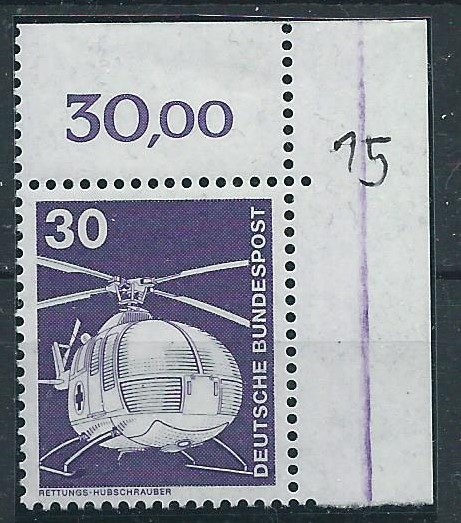 30,00
15
30
DEUTSCHE BUNDESPOST
RETTUNGS-HUBSCHRAUBER